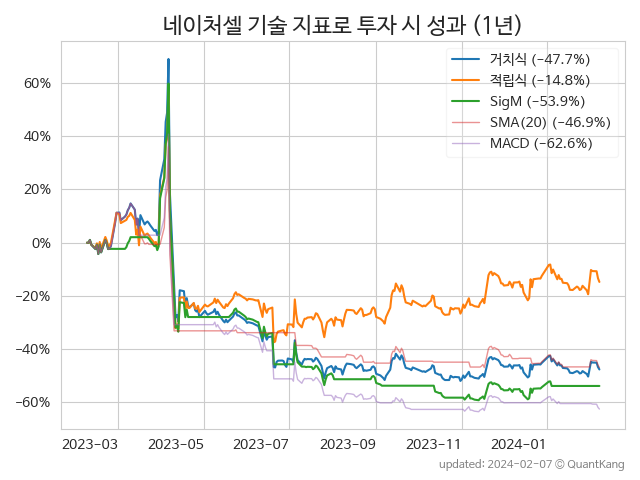 네이처셀 기술 지표로 투자 시 성과 (1년)
거치식 (−47.7%)
적립식 (−14.8%)
SigM (−53.9%)
SMA(20) (−46.9%)
MACD (−62.6%)
60%
40%
20%
0%
−20%
−40%
−60%
2023−03
2023−05
2023−07
2023−09
2023−11
2024−01
updated: 2024-02-07 © QuantKang